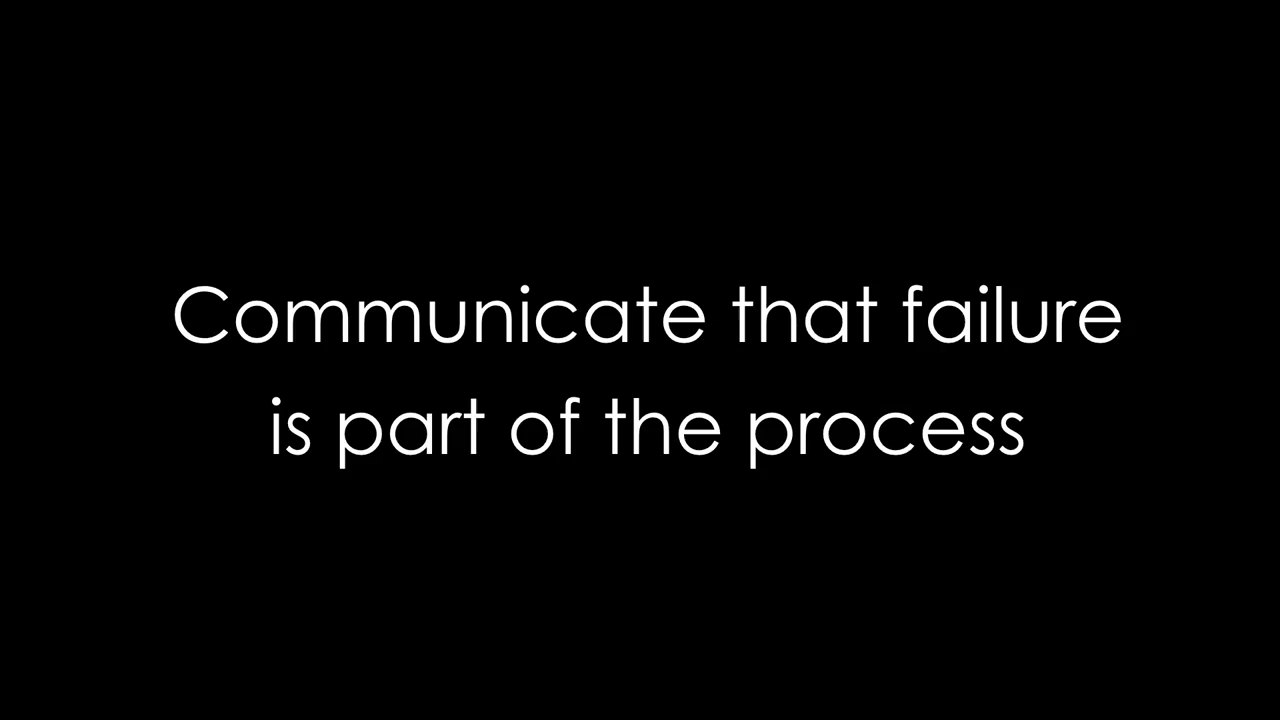 Communicate that failure
is part of the process